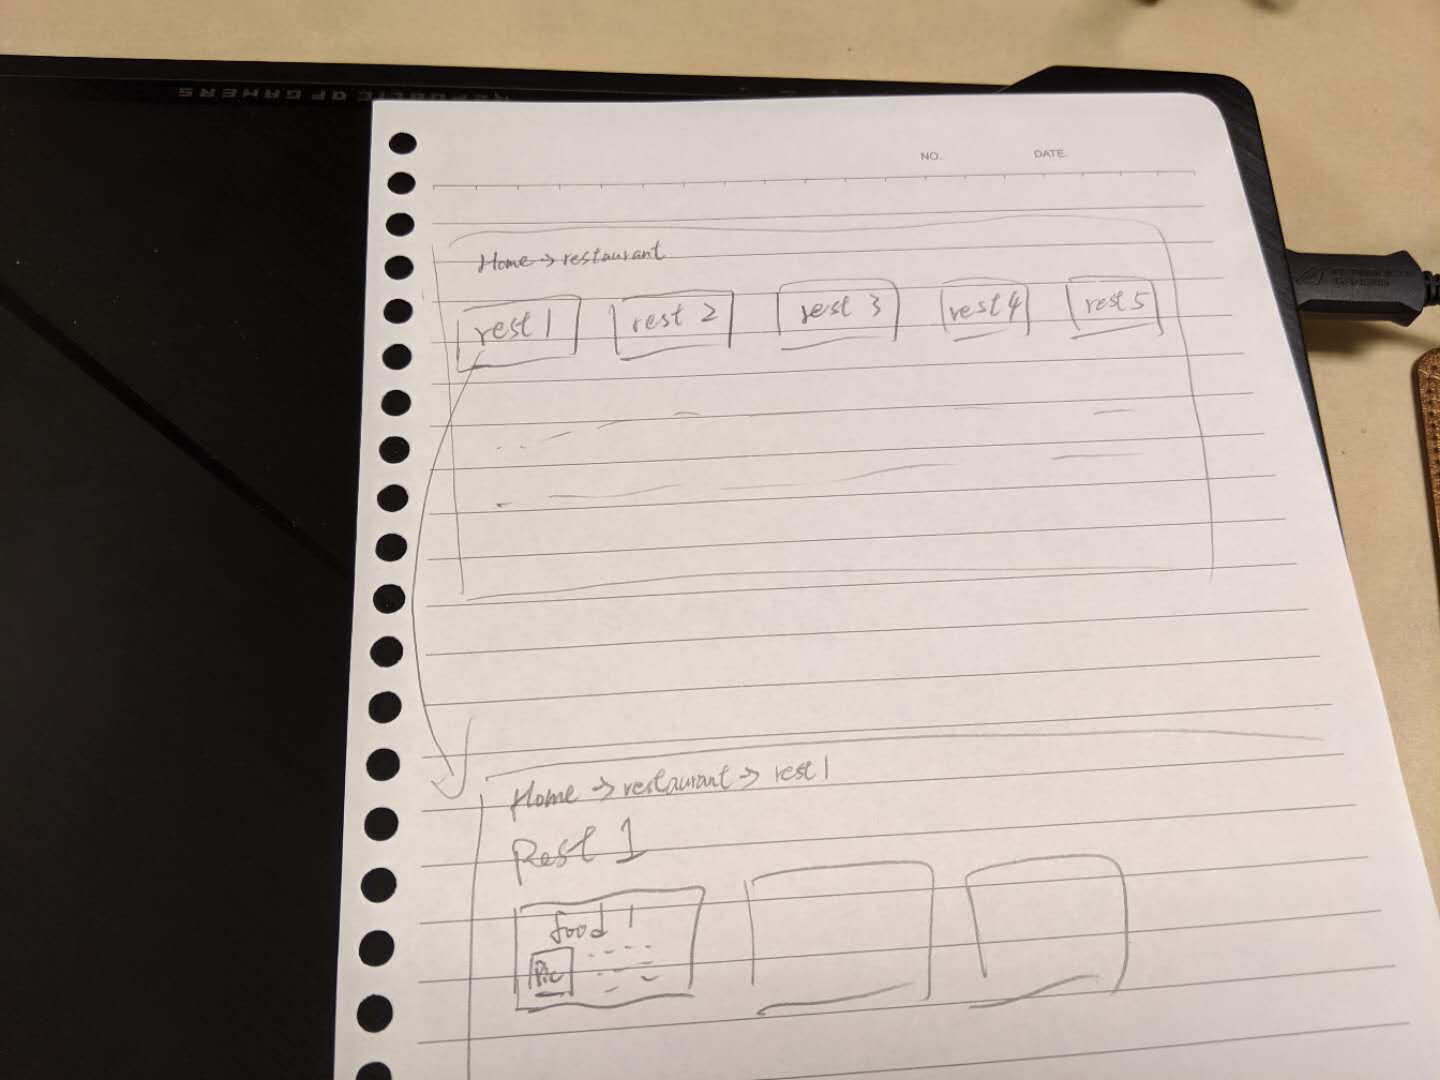 REPUBLIC OF GAMERS
NO. DATE.
Home → restaurant
rest 1 rest 2 rest 3 rest 4 rest 5
Home → restaurant → rest 1
Rest 1
food 1
Pic